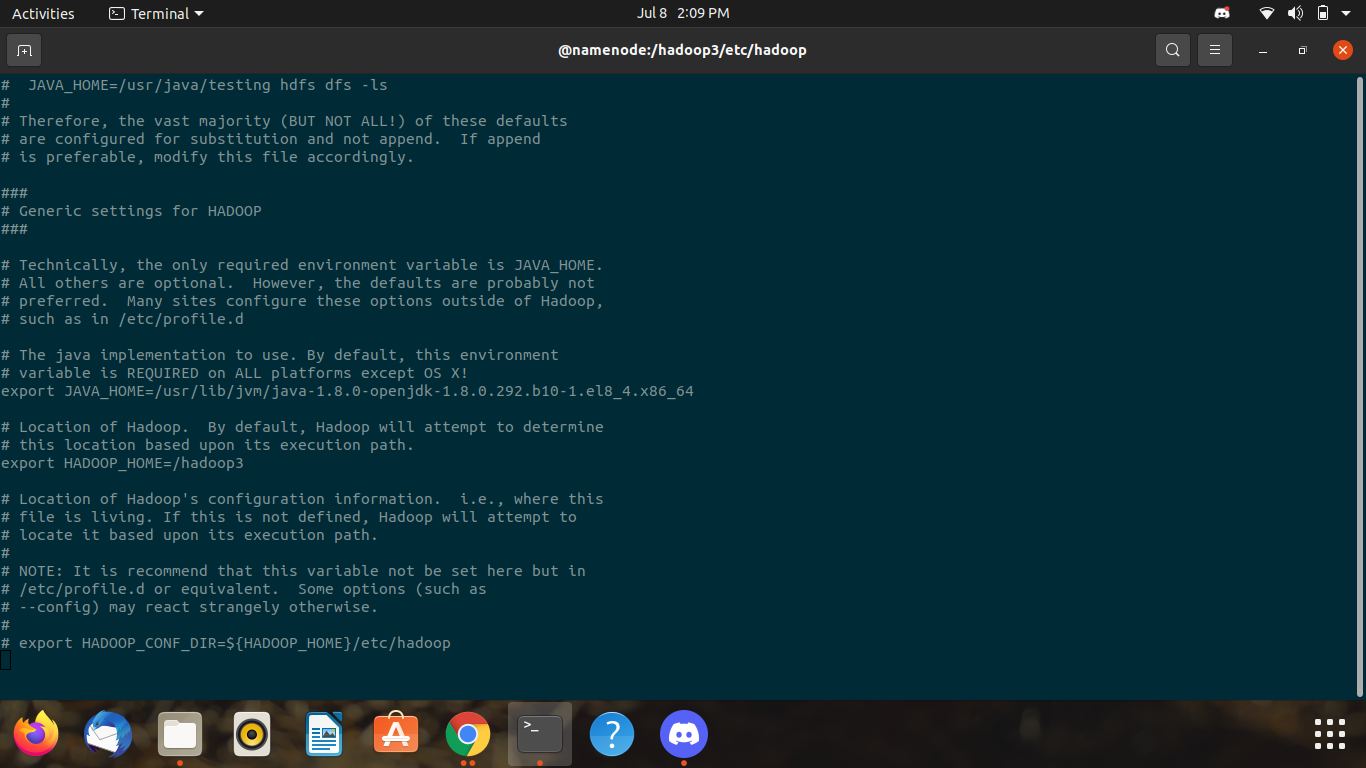 Activities
Terminal
Jul 8 2:09 PM
@namenode:/hadoop3/etc/hadoop
#  JAVA_HOME=/usr/java/testing hdfs dfs -ls
#
# Therefore, the vast majority (BUT NOT ALL!) of these defaults
# are configured for substitution and not append.  If append
# is preferable, modify this file accordingly.
###
# Generic settings for HADOOP
###
# Technically, the only required environment variable is JAVA_HOME.
# All others are optional.  However, the defaults are probably not
# preferred.  Many sites configure these options outside of Hadoop,
# such as in /etc/profile.d
# The java implementation to use. By default, this environment
# variable is REQUIRED on ALL platforms except OS X!
export JAVA_HOME=/usr/lib/jvm/java-1.8.0-openjdk-1.8.0.292.b10-1.el8_4.x86_64
# Location of Hadoop.  By default, Hadoop will attempt to determine
# this location based upon its execution path.
export HADOOP_HOME=/hadoop3
# Location of Hadoop's configuration information.  i.e., where this
# file is living. If this is not defined, Hadoop will attempt to
# locate it based upon its execution path.
#
# NOTE: It is recommend that this variable not be set here but in
# /etc/profile.d or equivalent.  Some options (such as
# --config) may react strangely otherwise.
#
# export HADOOP_CONF_DIR=${HADOOP_HOME}/etc/hadoop